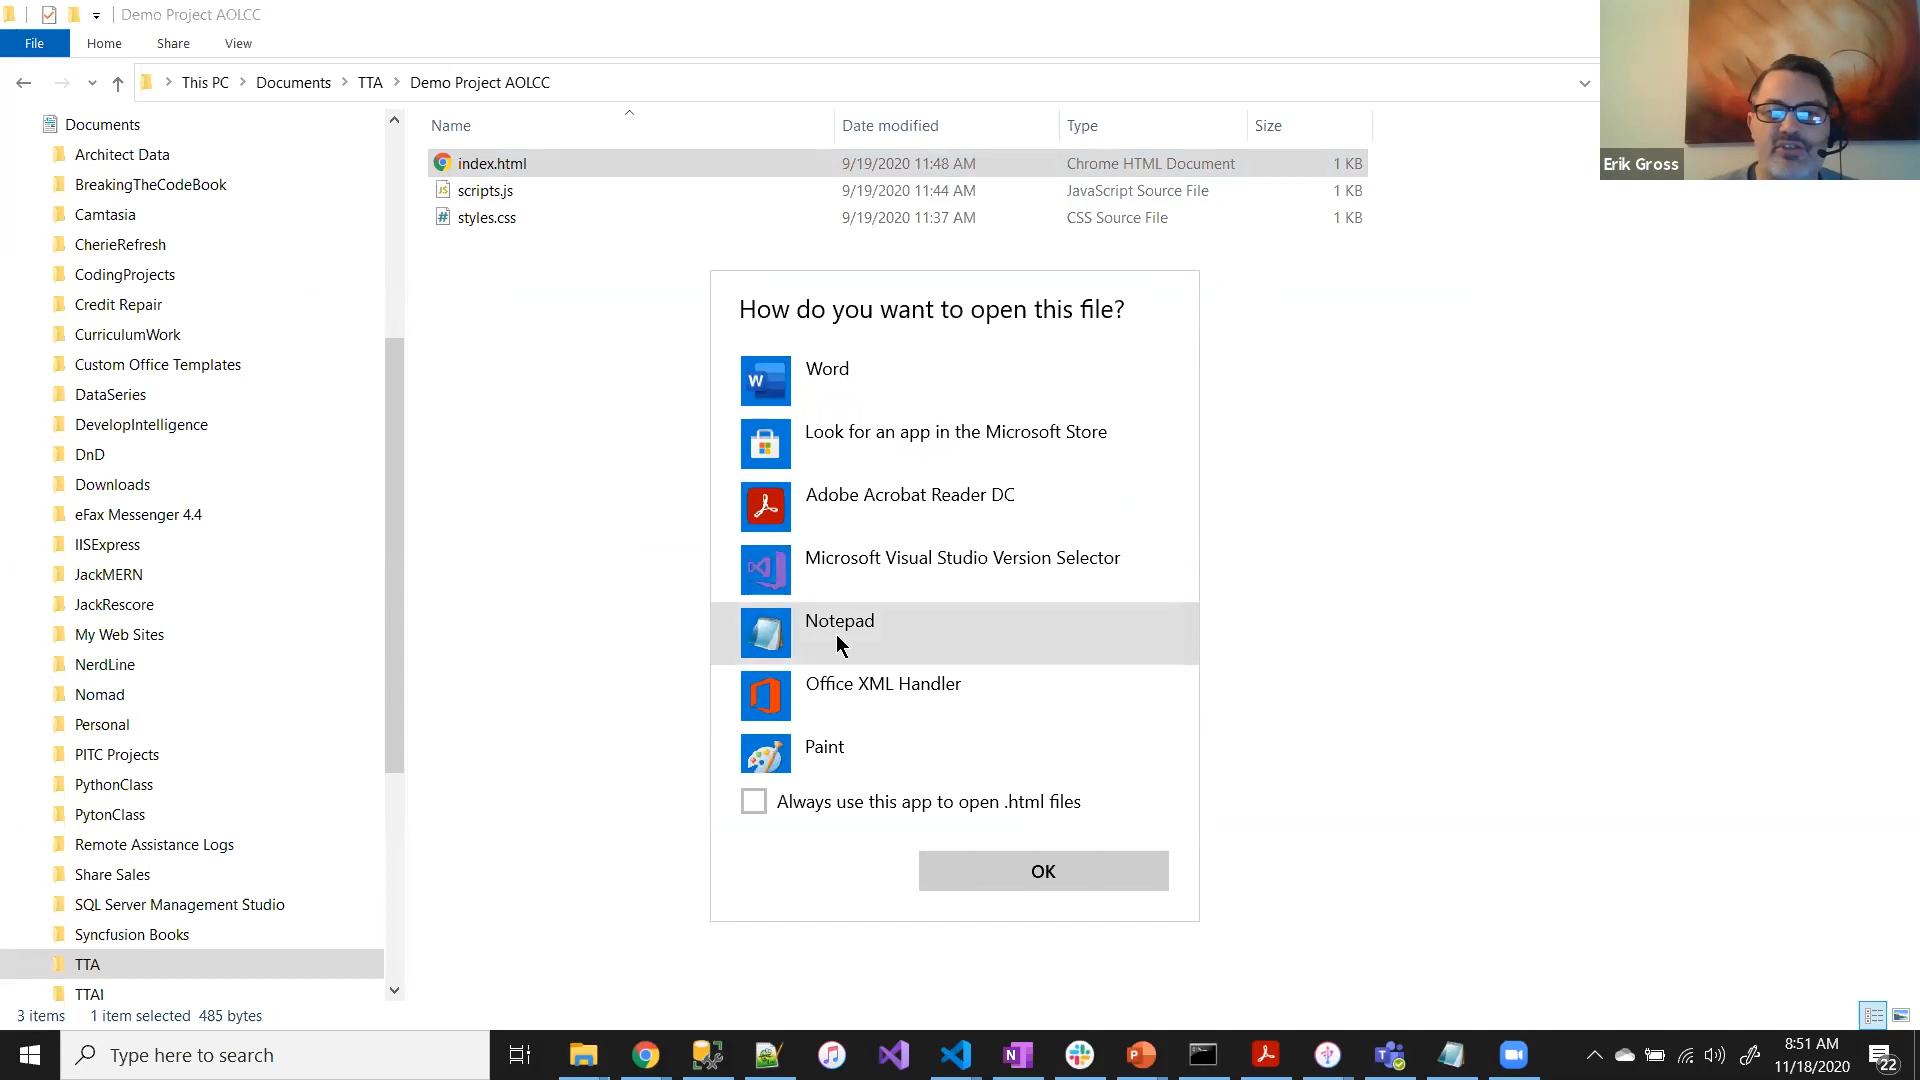 Demo Project AOLCC
File Home Share View
This PC Documents TTA Demo Project AOLCC
Erik Gross
Name Date modified Type Size
index.html 9/19/2020 11:48 AM Chrome HTML Document 1 KB
scripts.js 9/19/2020 11:44 AM JavaScript Source File 1 KB
styles.css 9/19/2020 11:37 AM CSS Source File 1 KB
Documents
Architect Data
BreakingTheCodeBook
Camtasia
CherieRefresh
CodingProjects
Credit Repair
CurriculumWork
Custom Office Templates
DataSeries
DevelopIntelligence
DnD
Downloads
eFax Messenger 4.4
IISExpress
JackMERN
JackRescore
My Web Sites
NerdLine
Nomad
Personal
PITC Projects
PythonClass
PytonClass
Remote Assistance Logs
Share Sales
SQL Server Management Studio
Syncfusion Books
TTA
TTAI
How do you want to open this file?
Word
Look for an app in the Microsoft Store
Adobe Acrobat Reader DC
Microsoft Visual Studio Version Selector
Notepad
Office XML Handler
Paint
Always use this app to open .html files
OK
3 items 1 item selected 485 bytes
Type here to search
8:51 AM
11/18/2020
22